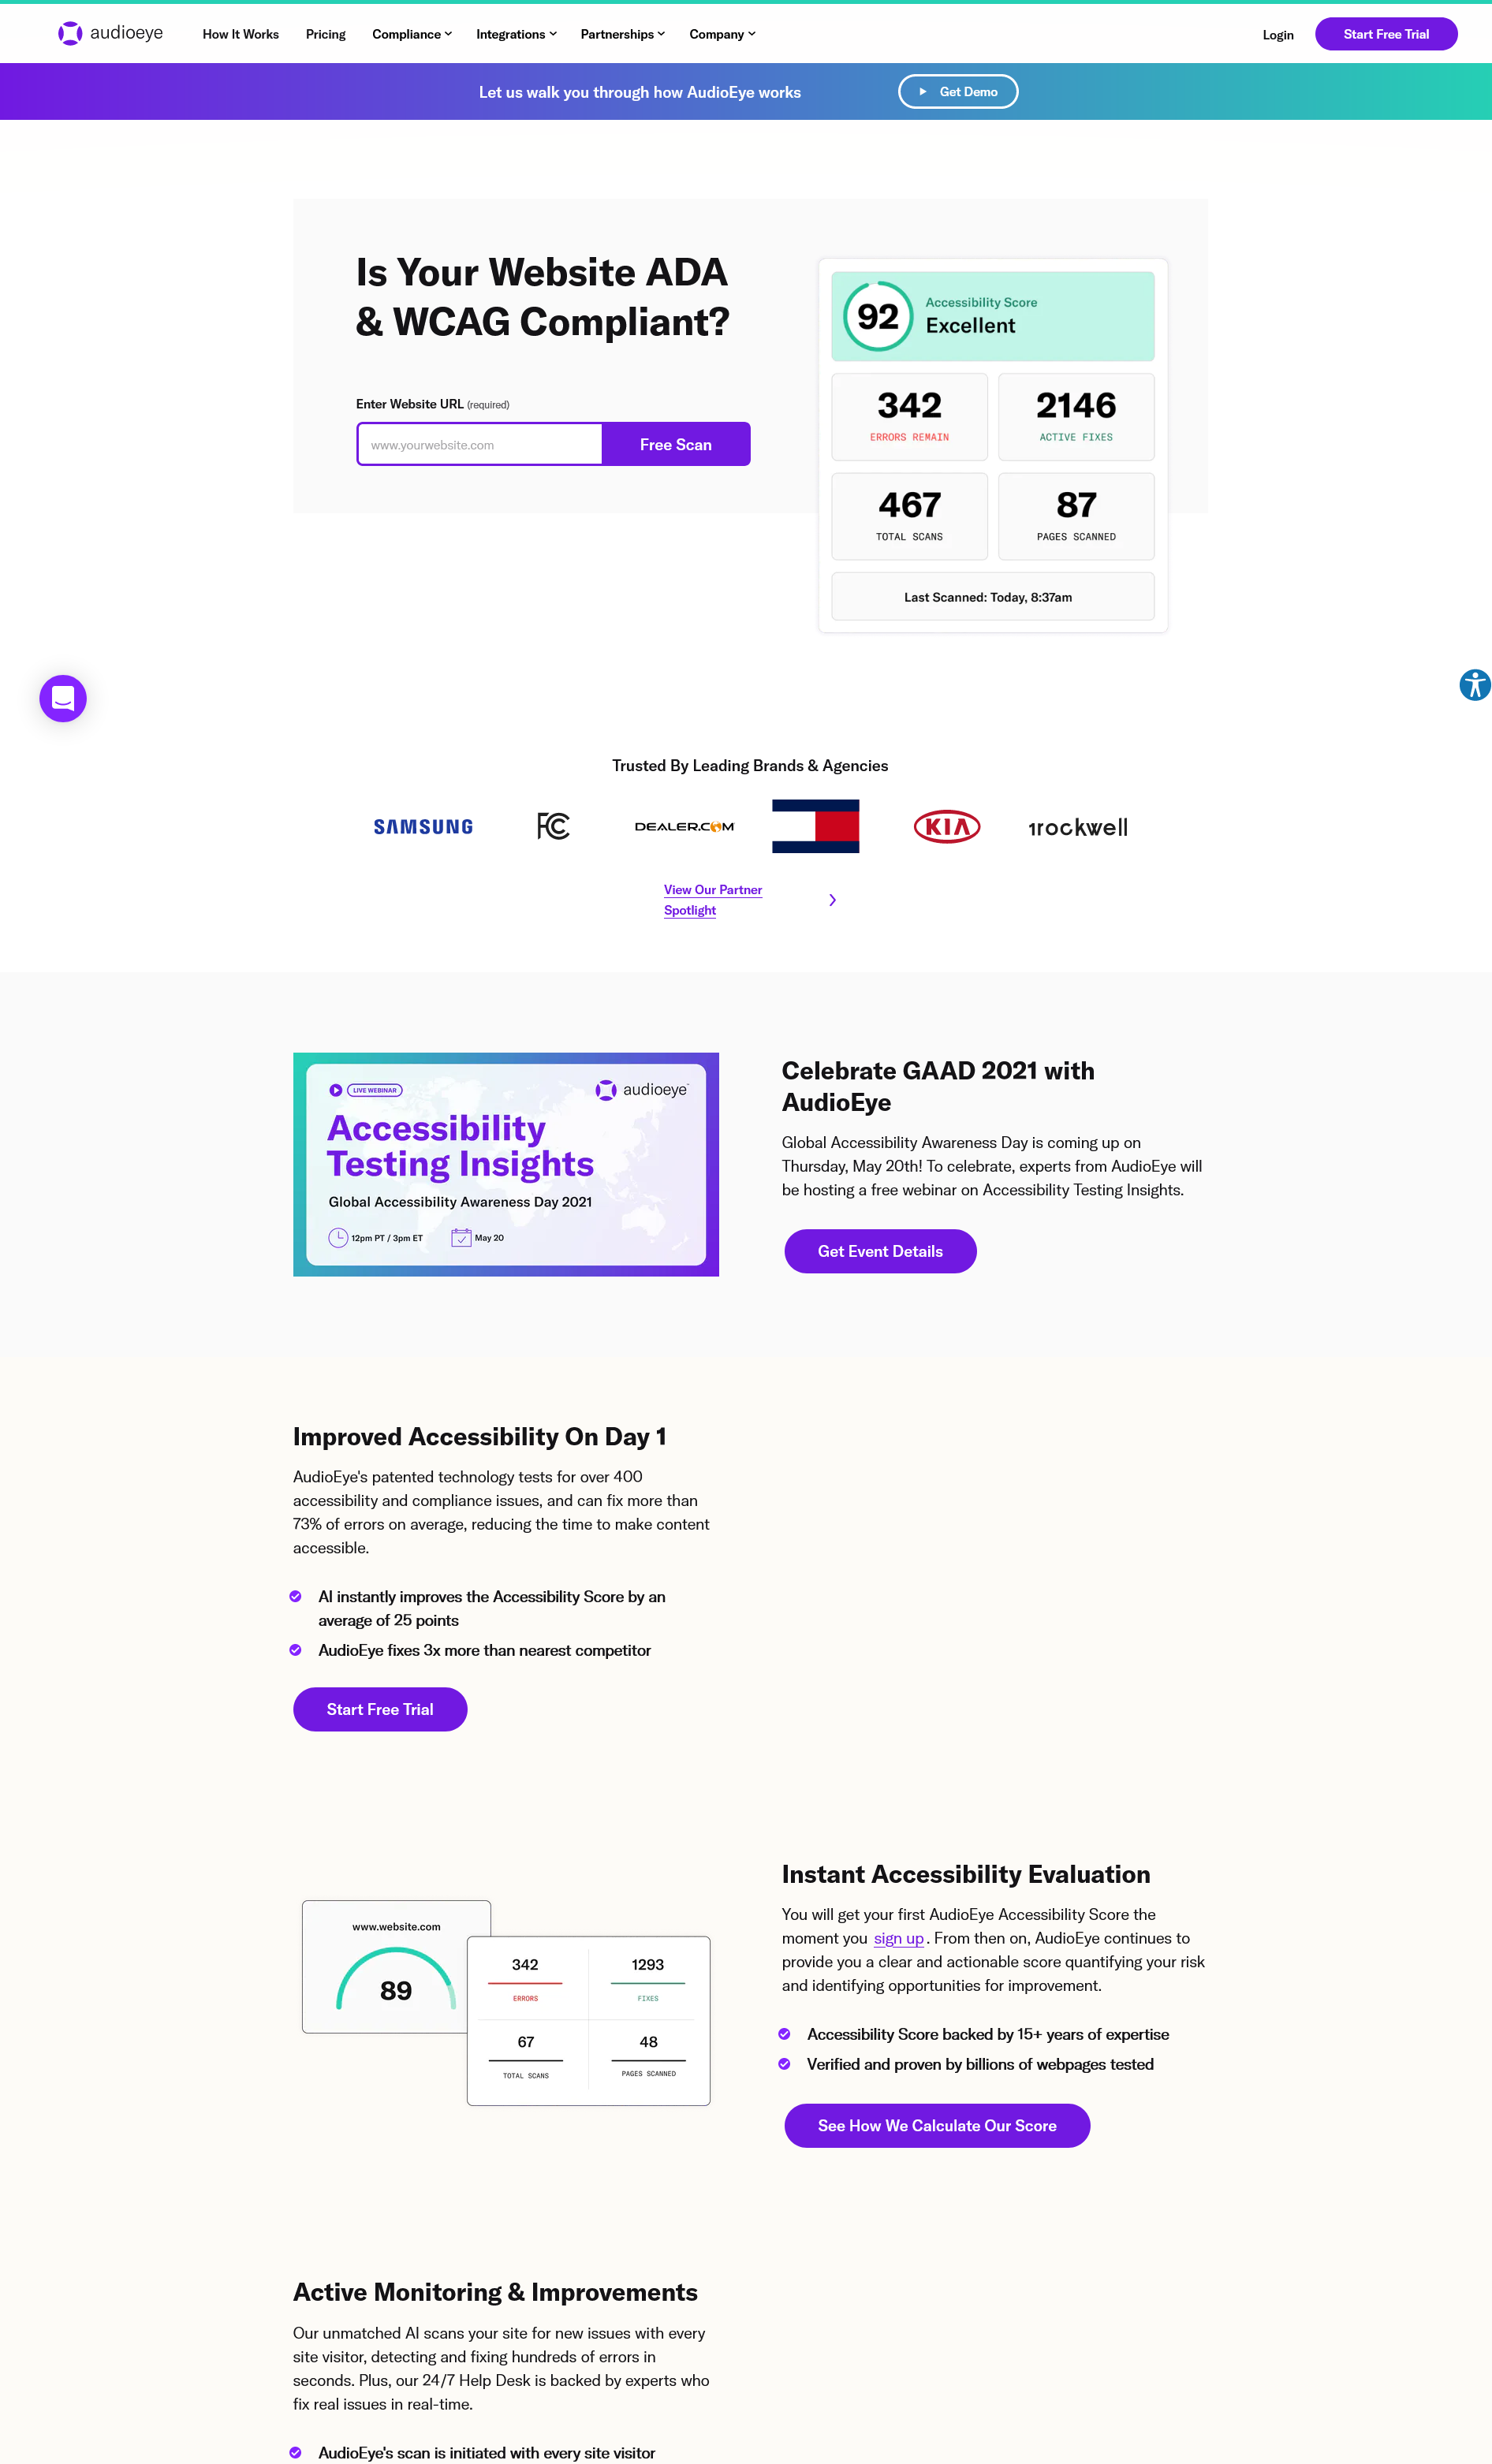 audioeye
How It Works
Pricing
Compliance
Integrations
Partnerships
Company
Login
Start Free Trial
Let us walk you through how AudioEye works
Get Demo
Is Your Website ADA
& WCAG Compliant?
Enter Website URL (required)
www.yourwebsite.com
Free Scan
92
Accessibility Score
Excellent
342
ERRORS REMAIN
2146
ACTIVE FIXES
467
TOTAL SCANS
87
PAGES SCANNED
Last Scanned: Today, 8:37am
Trusted By Leading Brands & Agencies
SAMSUNG
FC
DEALER.COM
KIA
1rockwell
View Our Partner
Spotlight
LIVE WEBINAR
audioeye
Accessibility
Testing Insights
Global Accessibility Awareness Day 2021
12pm PT / 3pm ET
May 20
Celebrate GAAD 2021 with
AudioEye
Global Accessibility Awareness Day is coming up on
Thursday, May 20th! To celebrate, experts from AudioEye will
be hosting a free webinar on Accessibility Testing Insights.
Get Event Details
Improved Accessibility On Day 1
AudioEye's patented technology tests for over 400
accessibility and compliance issues, and can fix more than
73% of errors on average, reducing the time to make content
accessible.
AI instantly improves the Accessibility Score by an
average of 25 points
AudioEye fixes 3x more than nearest competitor
Start Free Trial
www.website.com
89
342
ERRORS
1293
FIXES
67
TOTAL SCANS
48
PAGES SCANNED
Instant Accessibility Evaluation
You will get your first AudioEye Accessibility Score the
moment you sign up. From then on, AudioEye continues to
provide you a clear and actionable score quantifying your risk
and identifying opportunities for improvement.
Accessibility Score backed by 15+ years of expertise
Verified and proven by billions of webpages tested
See How We Calculate Our Score
Active Monitoring & Improvements
Our unmatched AI scans your site for new issues with every
site visitor, detecting and fixing hundreds of errors in
seconds. Plus, our 24/7 Help Desk is backed by experts who
fix real issues in real-time.
AudioEye's scan is initiated with every site visitor